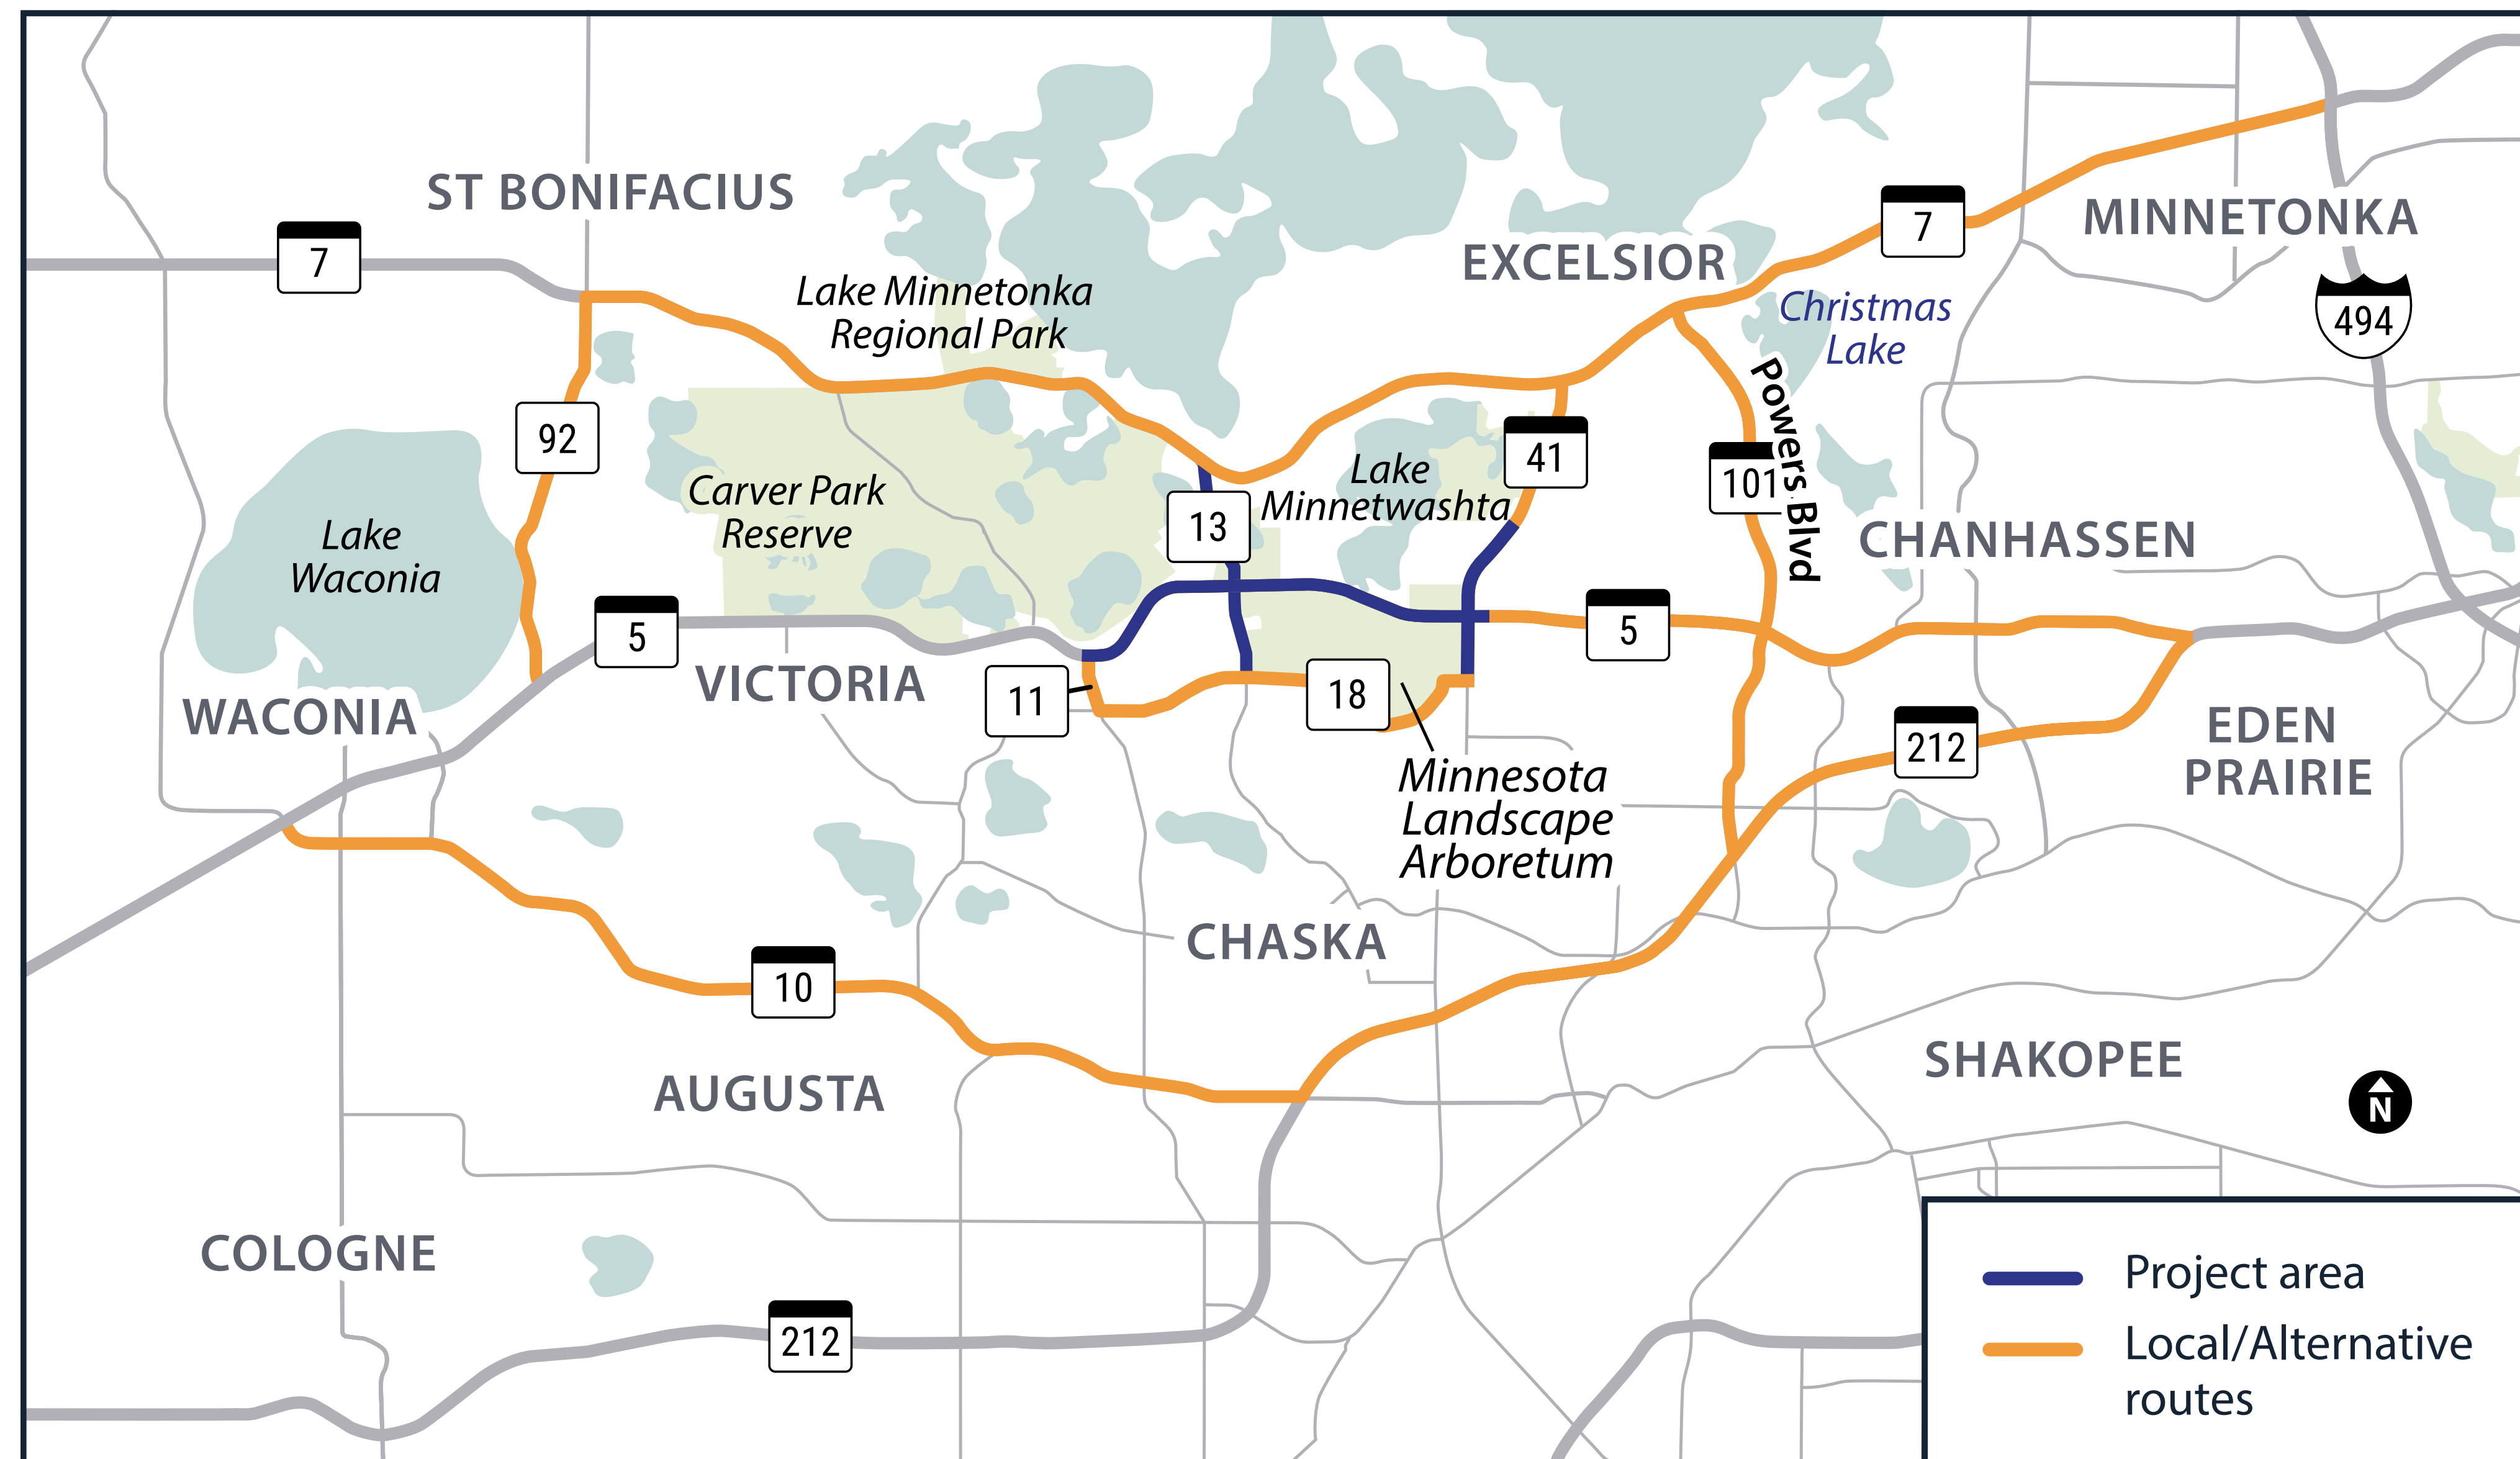 ST BONIFACIUS
7
7
MINNETONKA
EXCELSIOR
Lake Minnetonka
Regional Park
Christmas
Lake
494
92
41
101
Powers Blvd
Carver Park
Reserve
Lake
Minnetwashta
13
CHANHASSEN
Lake
Waconia
5
5
VICTORIA
11
18
WACONIA
212
EDEN
PRAIRIE
Minnesota
Landscape
Arboretum
CHASKA
10
AUGUSTA
SHAKOPEE
N
COLOGNE
212
Project area
Local/Alternative
routes